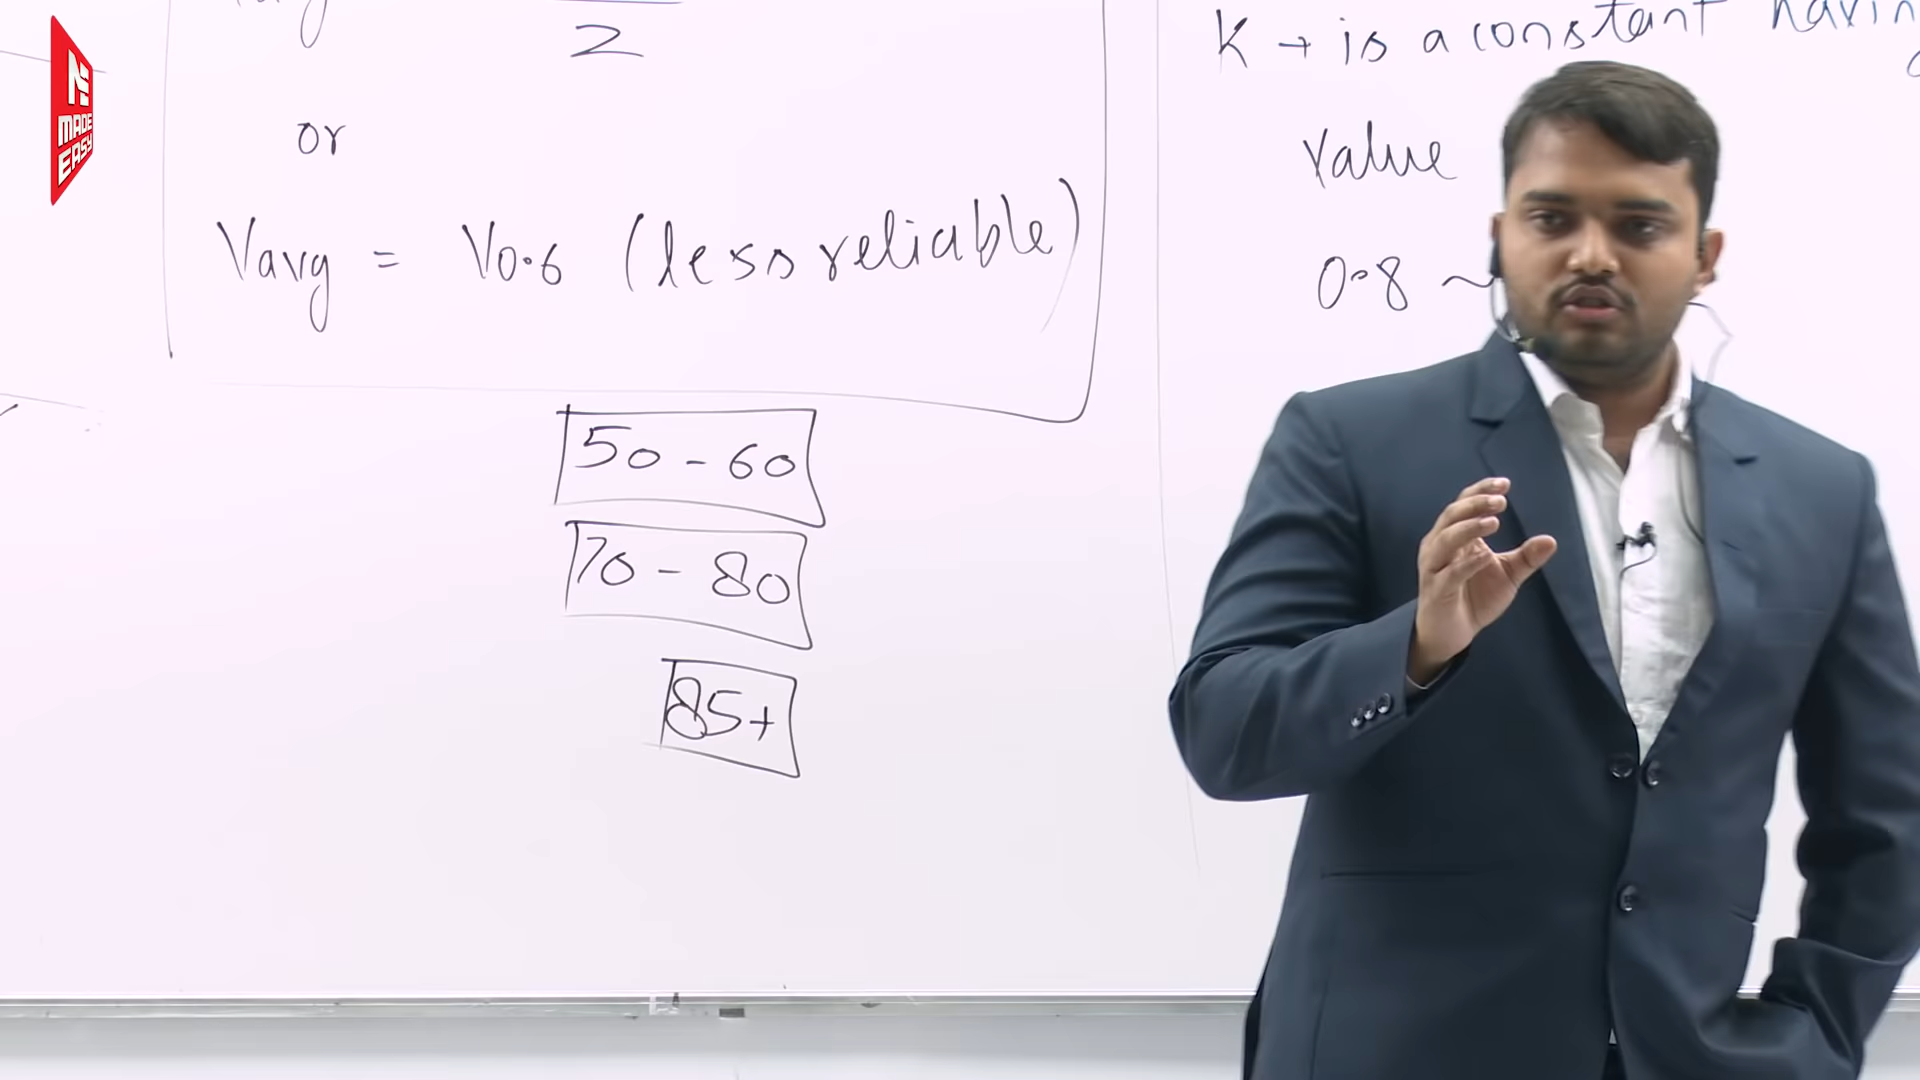 MADE
EASY
2
or
Vavg = V0.6 (less reliable)
50 - 60
70 - 80
85+
K → is a constant having
Value
0.8 ~